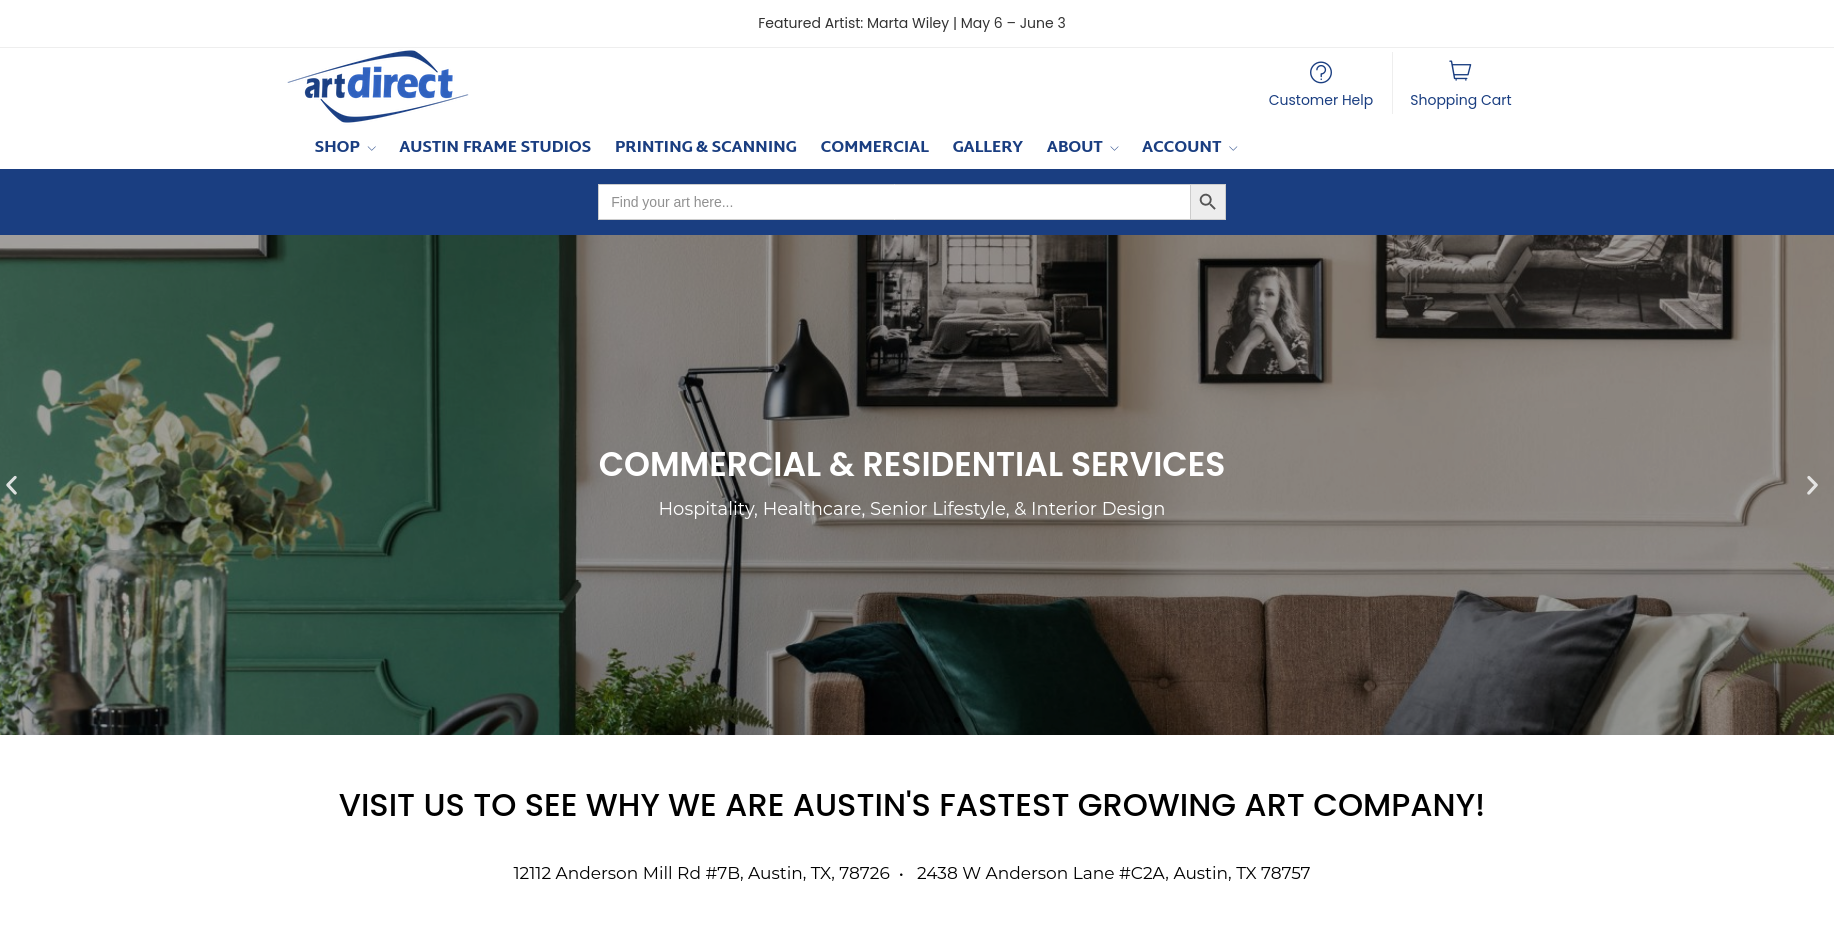 Featured Artist: Marta Wiley | May 6 – June 3
artdirect
Customer Help
Shopping Cart
SHOP AUSTIN FRAME STUDIOS PRINTING & SCANNING COMMERCIAL GALLERY ABOUT ACCOUNT
Find your art here...
COMMERCIAL & RESIDENTIAL SERVICES
Hospitality, Healthcare, Senior Lifestyle, & Interior Design
VISIT US TO SEE WHY WE ARE AUSTIN'S FASTEST GROWING ART COMPANY!
12112 Anderson Mill Rd #7B, Austin, TX, 78726 • 2438 W Anderson Lane #C2A, Austin, TX 78757